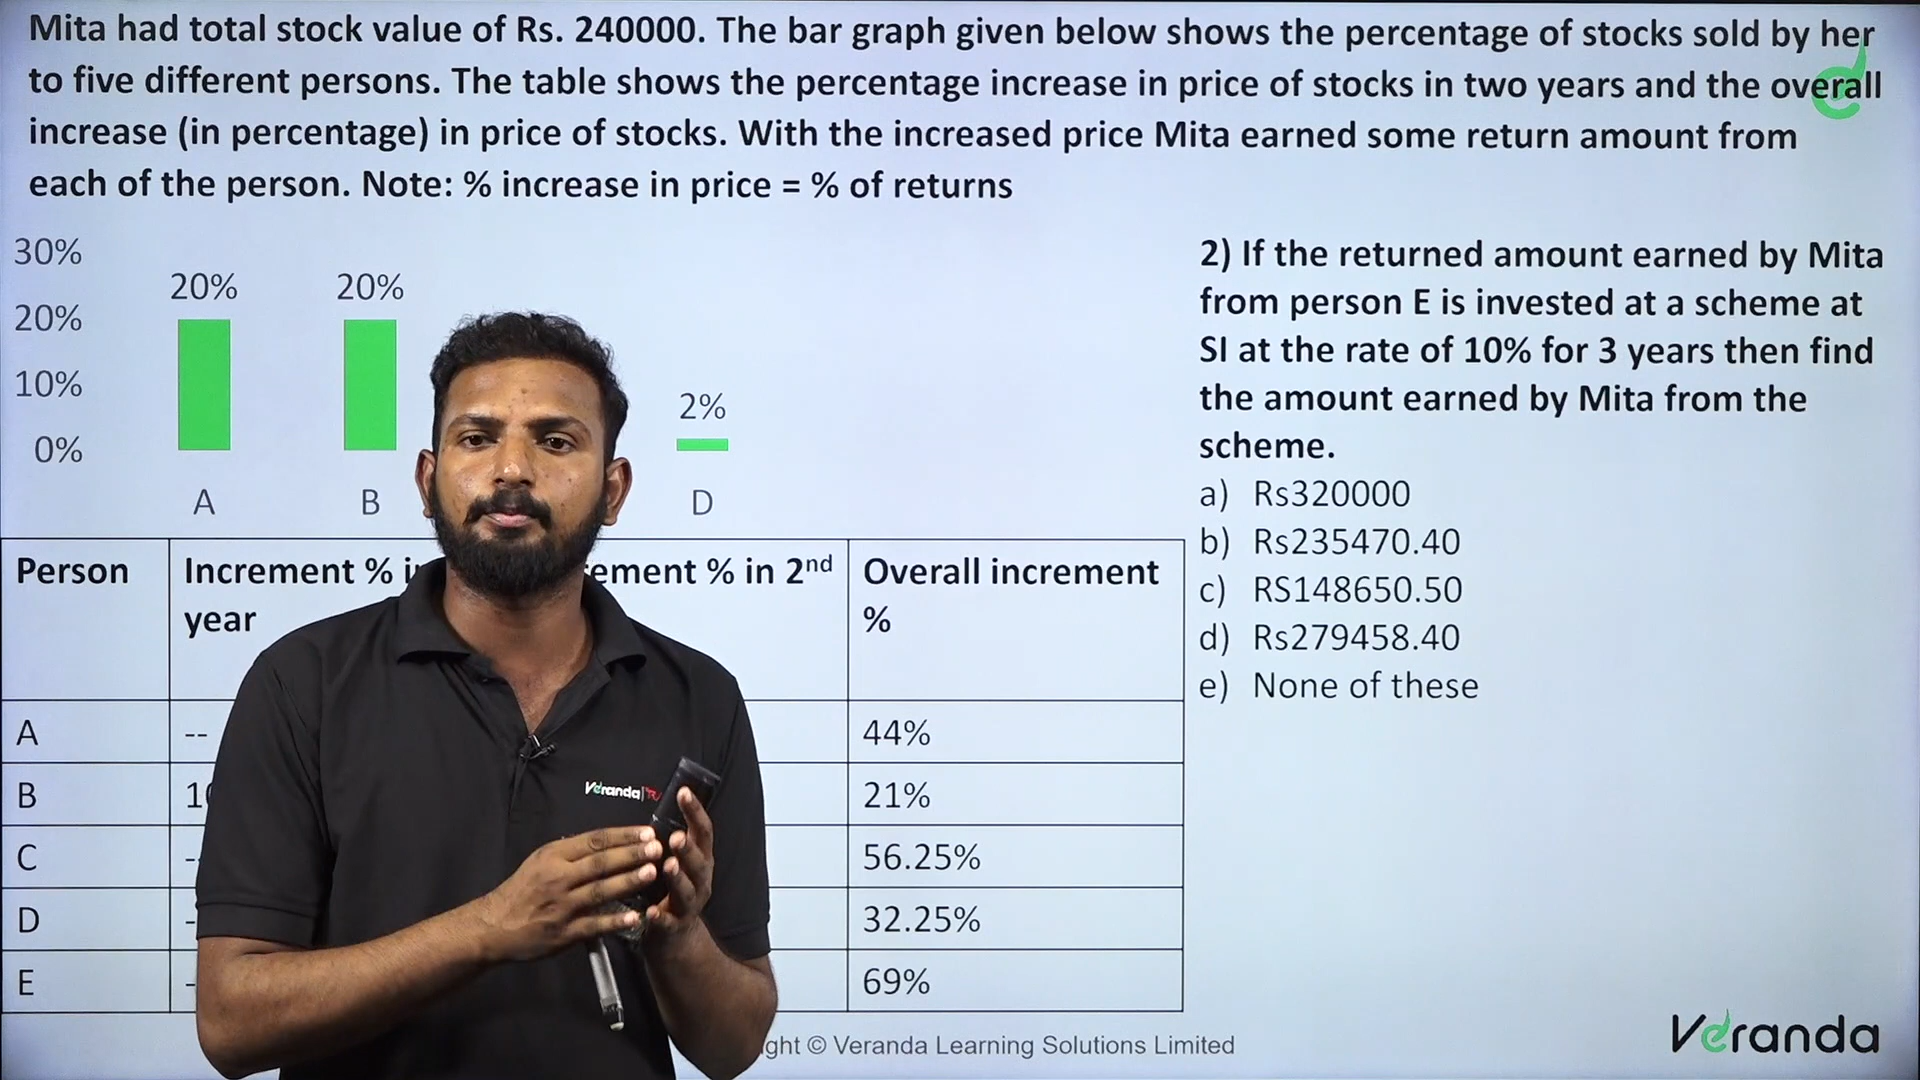 Mita had total stock value of Rs. 240000. The bar graph given below shows the percentage of stocks sold by her
to five different persons. The table shows the percentage increase in price of stocks in two years and the overall
increase (in percentage) in price of stocks. With the increased price Mita earned some return amount from
each of the person. Note: % increase in price = % of returns
30%
20%
10%
0%
20%
20%
2%
A
B
D
2) If the returned amount earned by Mita
from person E is invested at a scheme at
SI at the rate of 10% for 3 years then find
the amount earned by Mita from the
scheme.
a) Rs320000
b) Rs235470.40
c) RS148650.50
d) Rs279458.40
e) None of these
Person
Increment %
year
% in 2nd
Overall increment
%
A
--
44%
B
21%
C
56.25%
D
32.25%
E
69%
Veranda
© Veranda Learning Solutions Limited
Veranda